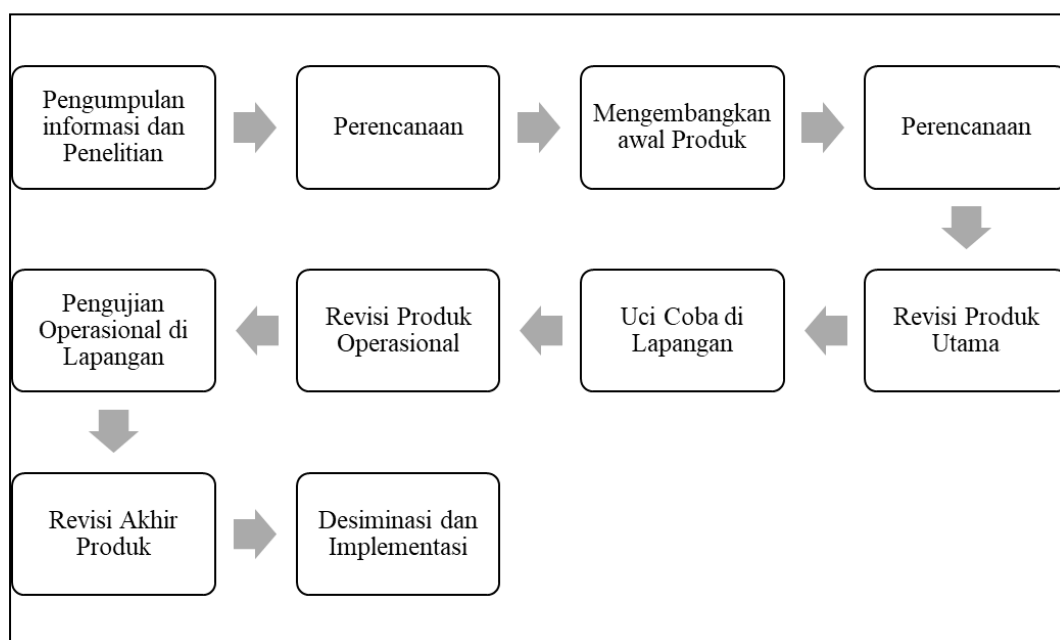 Pengumpulan
informasi dan
Penelitian
Perencanaan
Mengembangkan
awal Produk
Perencanaan
Revisi Produk
Utama
Uci Coba di
Lapangan
Revisi Produk
Operasional
Pengujian
Operasional di
Lapangan
Revisi Akhir
Produk
Desiminasi dan
Implementasi